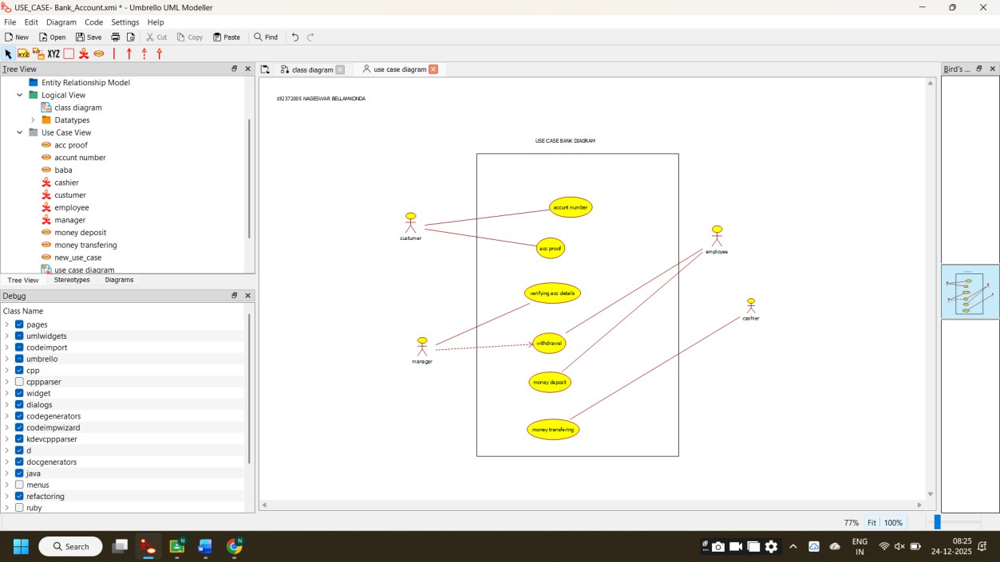 USE_CASE- Bank_Account.xmi * - Umbrello UML Modeller
File Edit Diagram Code Settings Help
New Open Save Cut Copy Paste Find
XYZ
Tree View
class diagram
use case diagram
Bird's ...
Entity Relationship Model
Logical View
class diagram
Datatypes
Use Case View
acc proof
accunt number
baba
cashier
custumer
employee
manager
money deposit
money transfering
new_use_case
use case diagram
Tree View Stereotypes Diagrams
Debug
Class Name
pages
umlwidgets
codeimport
umbrello
cpp
cppparser
widget
dialogs
codegenerators
codeimpwizard
kdevcppparser
d
docgenerators
java
menus
refactoring
ruby
192372005 NAGESWAR BELLAMKONDA
USE CASE BANK DIAGRAM
accunt number
custumer
acc proof
employee
verifying acc details
cashier
withdrawel
manager
money deposit
money transfering
77% Fit 100%
Search
ENG
IN
08:25
24-12-2025